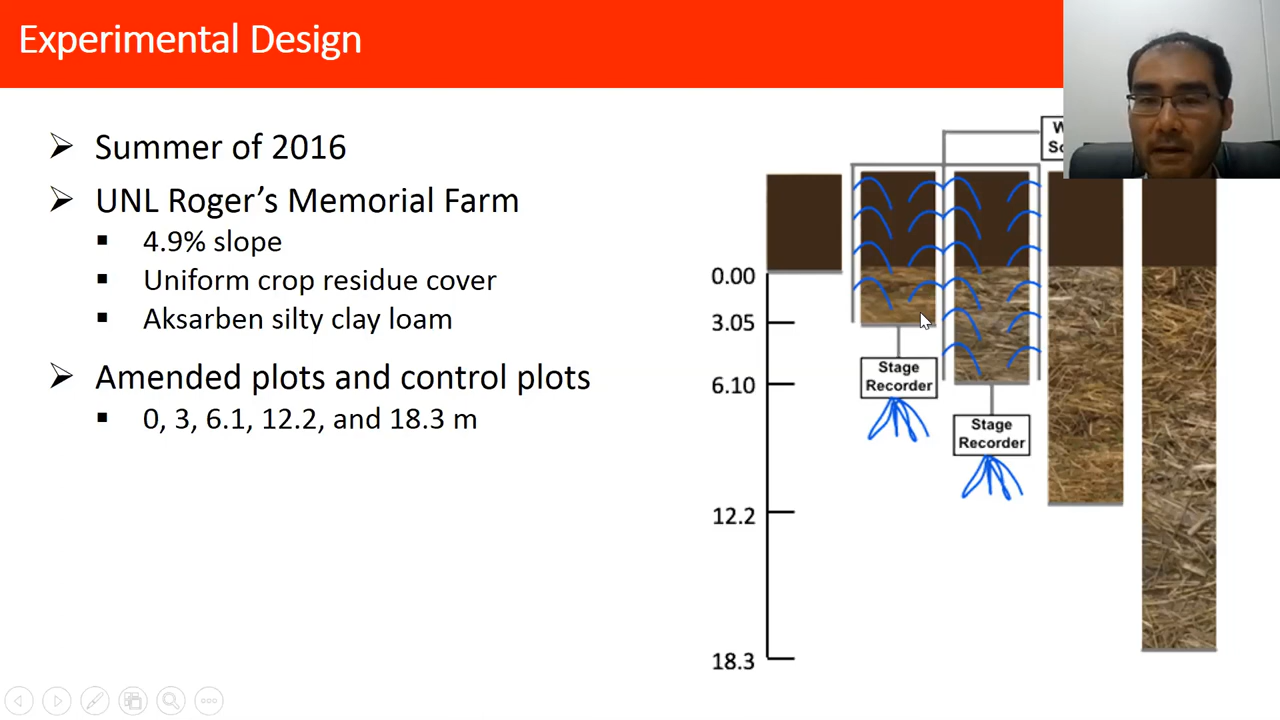 Experimental Design
Summer of 2016
UNL Roger's Memorial Farm
4.9% slope
Uniform crop residue cover
Aksarben silty clay loam
Amended plots and control plots
0, 3, 6.1, 12.2, and 18.3 m
0.00
3.05
6.10
12.2
18.3
Stage
Recorder
Stage
Recorder